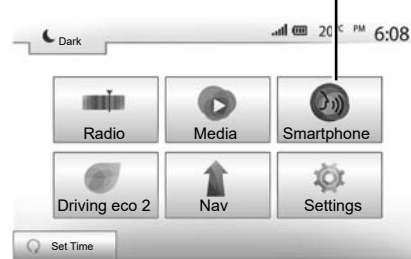 Dark
20°C PM 6:08
Radio Media Smartphone
Driving eco 2 Nav Settings
Set Time